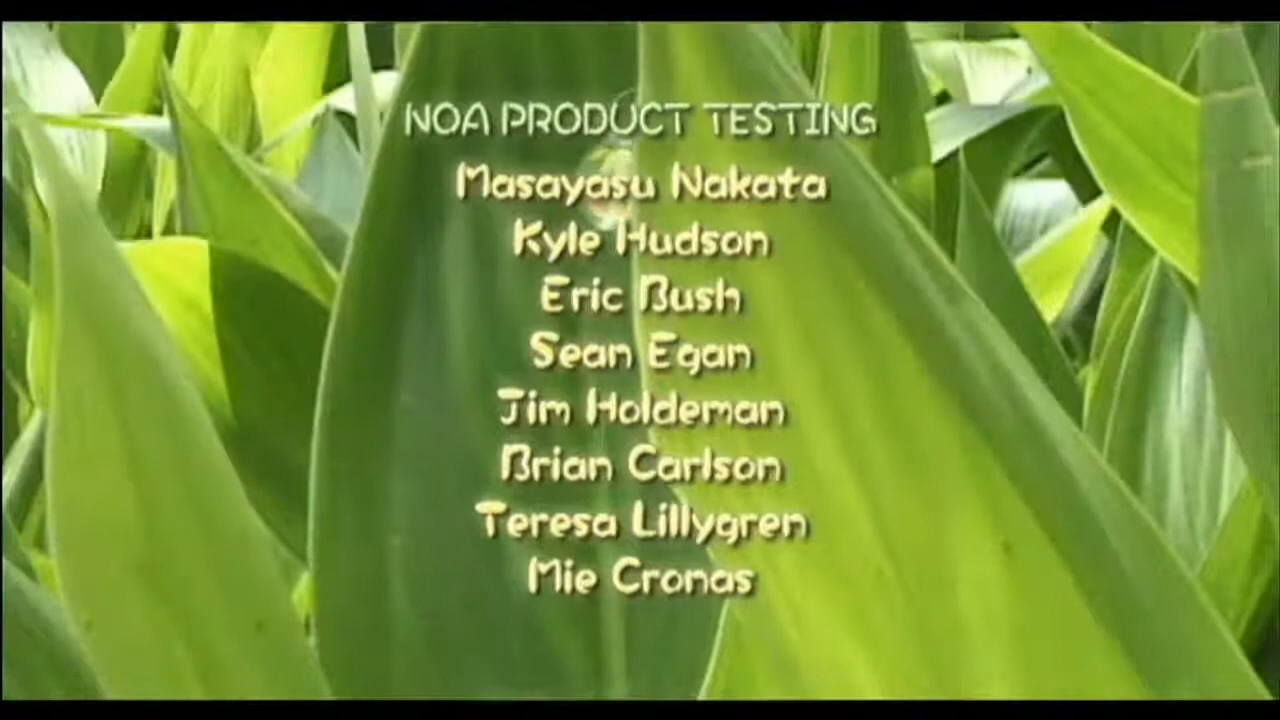 NOA PRODUCT TESTING
Masayasu Nakata
Kyle Hudson
Eric Bush
Sean Egan
Jim Holdeman
Brian Carlson
Teresa Lillygren
Mie Cronas